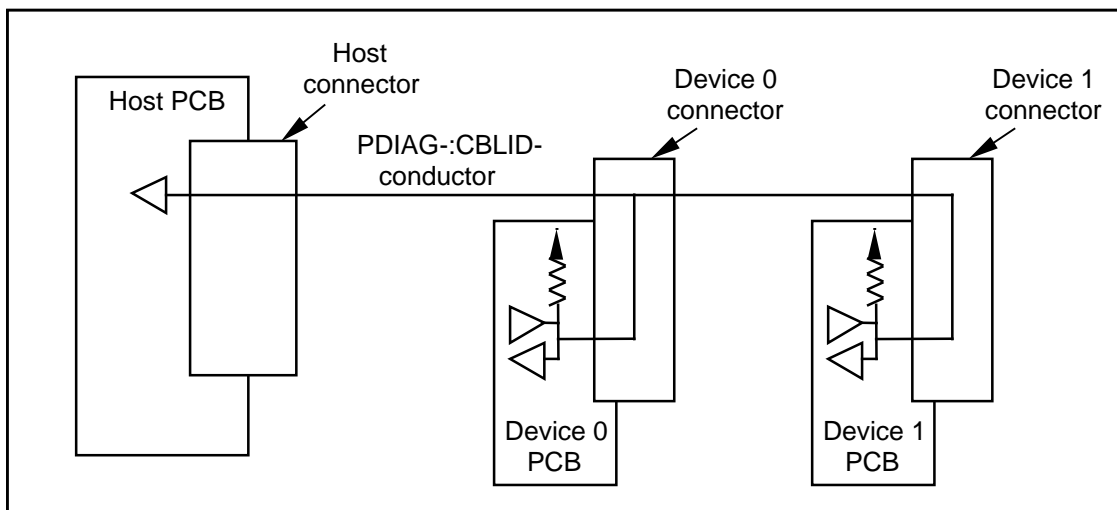 Host
connector
Host PCB
Device 0
connector
Device 1
connector
PDIAG-:CBLID-
conductor
Device 0
PCB
Device 1
PCB